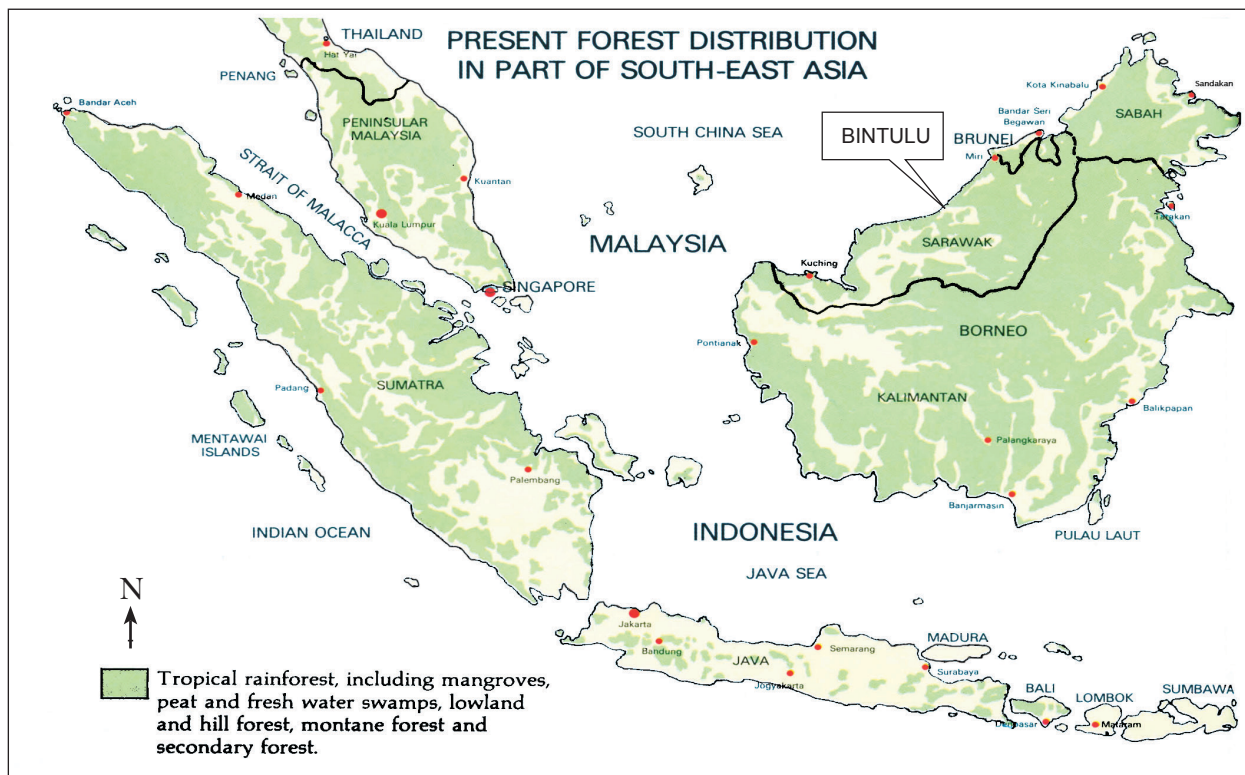 PRESENT FOREST DISTRIBUTION
IN PART OF SOUTH-EAST ASIA
THAILAND
Hat Yai
PENANG
Bandar Aceh
PENINSULAR
MALAYSIA
Kuantan
Kuala Lumpur
STRAIT OF MALACCA
Medan
SOUTH CHINA SEA
BINTULU
Kota Kinabalu
Sandakan
Bandar Seri
Begawan
SABAH
BRUNEI
Miri
Tarakan
MALAYSIA
SARAWAK
Kuching
SINGAPORE
BORNEO
Pontianak
SUMATRA
Padang
KALIMANTAN
Balikpapan
MENTAWAI
ISLANDS
Palangkaraya
Palembang
Banjarmasin
INDIAN OCEAN
INDONESIA
PULAU LAUT
JAVA SEA
N
Jakarta
Bandung
JAVA
Semarang
MADURA
Jogyakarta
Surabaya
BALI
LOMBOK
SUMBAWA
Denpasar
Mataram
Tropical rainforest, including mangroves,
peat and fresh water swamps, lowland
and hill forest, montane forest and
secondary forest.